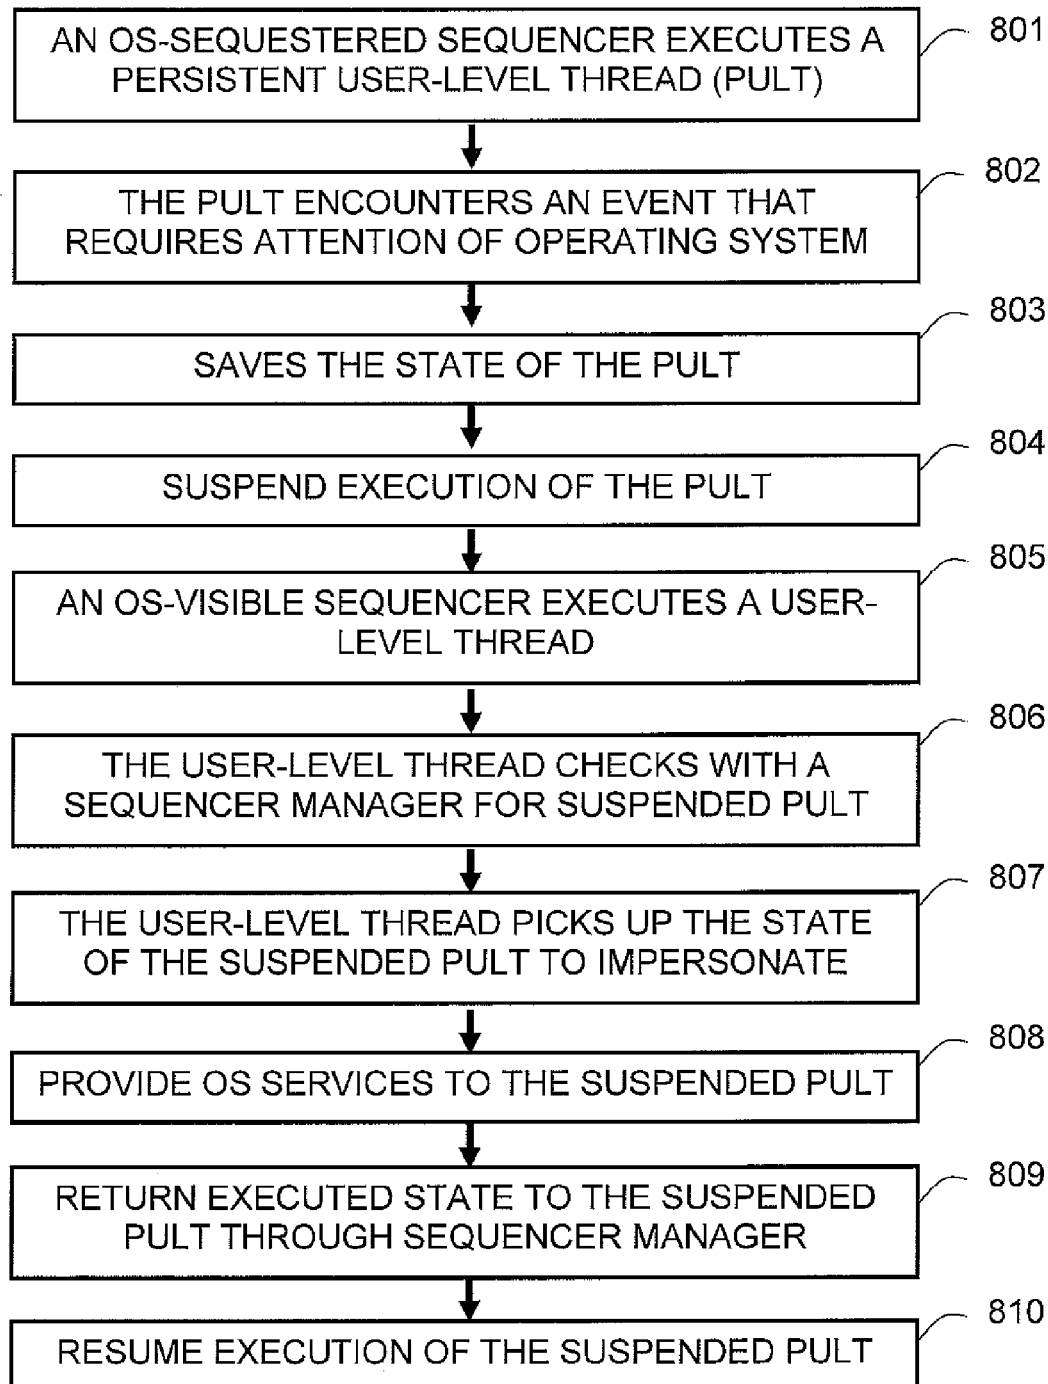 AN OS-SEQUESTERED SEQUENCER EXECUTES A
PERSISTENT USER-LEVEL THREAD (PULT)
801
THE PULT ENCOUNTERS AN EVENT THAT
REQUIRES ATTENTION OF OPERATING SYSTEM
802
SAVES THE STATE OF THE PULT
803
SUSPEND EXECUTION OF THE PULT
804
AN OS-VISIBLE SEQUENCER EXECUTES A USER-
LEVEL THREAD
805
THE USER-LEVEL THREAD CHECKS WITH A
SEQUENCER MANAGER FOR SUSPENDED PULT
806
THE USER-LEVEL THREAD PICKS UP THE STATE
OF THE SUSPENDED PULT TO IMPERSONATE
807
PROVIDE OS SERVICES TO THE SUSPENDED PULT
808
RETURN EXECUTED STATE TO THE SUSPENDED
PULT THROUGH SEQUENCER MANAGER
809
RESUME EXECUTION OF THE SUSPENDED PULT
810